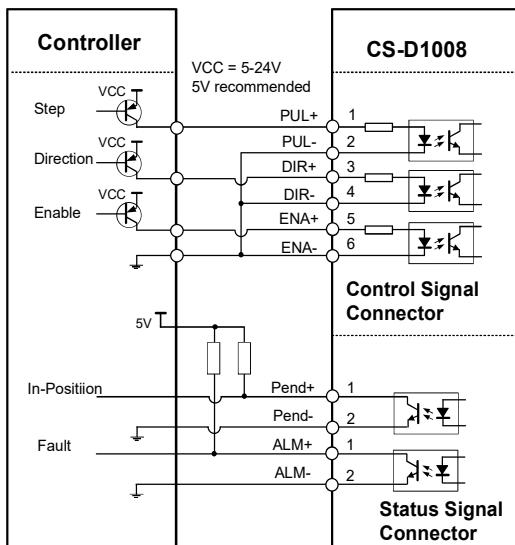 Controller
CS-D1008
VCC = 5-24V
5V recommended
VCC
Step
PUL+ 1
PUL- 2
VCC
Direction
DIR+ 3
DIR- 4
VCC
Enable
ENA+ 5
ENA- 6
Control Signal
Connector
5V
In-Positiion
Pend+ 1
Pend- 2
Fault
ALM+ 1
ALM- 2
Status Signal
Connector